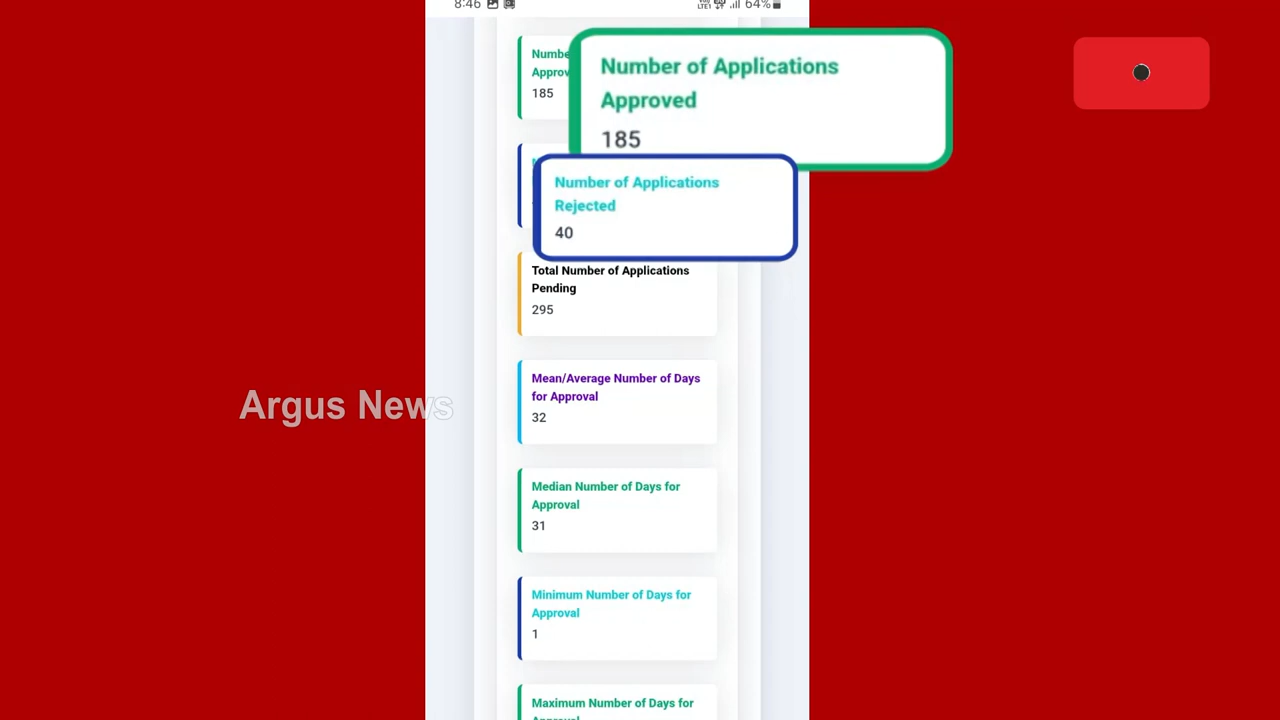 8:46
64%
Numbe
Approv
185
Number of Applications
Approved
185
Number of Applications
Rejected
40
Total Number of Applications
Pending
295
Mean/Average Number of Days
for Approval
32
Argus News
Median Number of Days for
Approval
31
Minimum Number of Days for
Approval
1
Maximum Number of Days for